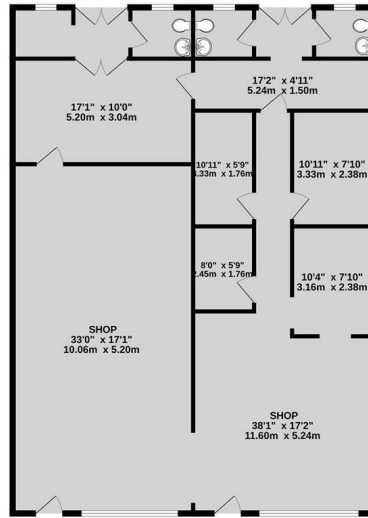 17'2" x 4'11"
5.24m x 1.50m
17'1" x 10'0"
5.20m x 3.04m
10'11" x 5'9"
3.33m x 1.76m
10'11" x 7'10"
3.33m x 2.38m
8'0" x 5'9"
2.45m x 1.76m
10'4" x 7'10"
3.16m x 2.38m
SHOP
33'0" x 17'1"
10.06m x 5.20m
SHOP
38'1" x 17'2"
11.60m x 5.24m